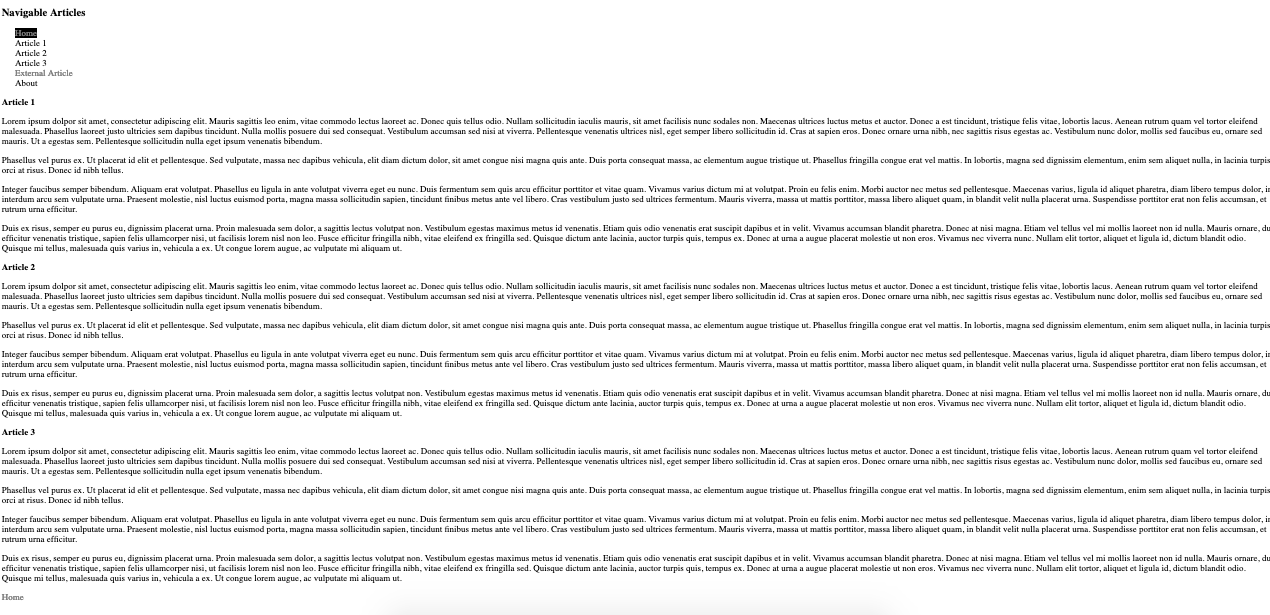 Navigable Articles
Home
Article 1
Article 2
Article 3
External Article
About
Article 1
Lorem ipsum dolpor sit amet, consectetur adipiscing elit. Mauris sagittis leo enim, vitae commodo lectus laoreet ac. Donec quis tellus odio. Nullam sollicitudin iaculis mauris, sit amet facilisis nunc sodales non. Maecenas ultrices luctus metus et auctor. Donec a est tincidunt, tristique felis vitae, lobortis lacus. Aenean rutrum quam vel tortor eleifend
malesuada. Phasellus laoreet justo ultricies sem dapibus tincidunt. Nulla mollis posuere dui sed consequat. Vestibulum accumsan sed nisi at viverra. Pellentesque venenatis ultrices nisl, eget semper libero sollicitudin id. Cras at sapien eros. Donec ornare urna nibh, nec sagittis risus egestas ac. Vestibulum nunc dolor, mollis sed faucibus eu, ornare sed
mauris. Ut a egestas sem. Pellentesque sollicitudin nulla eget ipsum venenatis bibendum.
Phasellus vel purus ex. Ut placerat id elit et pellentesque. Sed vulputate, massa nec dapibus vehicula, elit diam dictum dolor, sit amet congue nisi magna quis ante. Duis porta consequat massa, ac elementum augue tristique ut. Phasellus fringilla congue erat vel mattis. In lobortis, magna sed dignissim elementum, enim sem aliquet nulla, in lacinia turpis
orci at risus. Donec id nibh tellus.
Integer faucibus semper bibendum. Aliquam erat volutpat. Phasellus eu ligula in ante volutpat viverra eget eu nunc. Duis fermentum sem quis arcu efficitur porttitor et vitae quam. Vivamus varius dictum mi at volutpat. Proin eu felis enim. Morbi auctor nec metus sed pellentesque. Maecenas varius, ligula id aliquet pharetra, diam libero tempus dolor, in
interdum arcu sem vulputate urna. Praesent molestie, nisl luctus euismod porta, magna massa sollicitudin sapien, tincidunt finibus metus ante vel libero. Cras vestibulum justo sed ultrices fermentum. Mauris viverra, massa ut mattis porttitor, massa libero aliquet quam, in blandit velit nulla placerat urna. Suspendisse porttitor erat non felis accumsan, et
rutrum urna efficitur.
Duis ex risus, semper eu purus eu, dignissim placerat urna. Proin malesuada sem dolor, a sagittis lectus volutpat non. Vestibulum egestas maximus metus id venenatis. Etiam quis odio venenatis erat suscipit dapibus et in velit. Vivamus accumsan blandit pharetra. Donec at nisi magna. Etiam vel tellus vel mi mollis laoreet non id nulla. Mauris ornare, du
efficitur venenatis tristique, sapien felis ullamcorper nisi, ut facilisis lorem nisl non leo. Fusce efficitur fringilla nibh, vitae eleifend ex fringilla sed. Quisque dictum ante lacinia, auctor turpis quis, tempus ex. Donec at urna a augue placerat molestie ut non eros. Vivamus nec viverra nunc. Nullam elit tortor, aliquet et ligula id, dictum blandit odio.
Quisque mi tellus, malesuada quis varius in, vehicula a ex. Ut congue lorem augue, ac vulputate mi aliquam ut.
Article 2
Lorem ipsum dolpor sit amet, consectetur adipiscing elit. Mauris sagittis leo enim, vitae commodo lectus laoreet ac. Donec quis tellus odio. Nullam sollicitudin iaculis mauris, sit amet facilisis nunc sodales non. Maecenas ultrices luctus metus et auctor. Donec a est tincidunt, tristique felis vitae, lobortis lacus. Aenean rutrum quam vel tortor eleifend
malesuada. Phasellus laoreet justo ultricies sem dapibus tincidunt. Nulla mollis posuere dui sed consequat. Vestibulum accumsan sed nisi at viverra. Pellentesque venenatis ultrices nisl, eget semper libero sollicitudin id. Cras at sapien eros. Donec ornare urna nibh, nec sagittis risus egestas ac. Vestibulum nunc dolor, mollis sed faucibus eu, ornare sed
mauris. Ut a egestas sem. Pellentesque sollicitudin nulla eget ipsum venenatis bibendum.
Phasellus vel purus ex. Ut placerat id elit et pellentesque. Sed vulputate, massa nec dapibus vehicula, elit diam dictum dolor, sit amet congue nisi magna quis ante. Duis porta consequat massa, ac elementum augue tristique ut. Phasellus fringilla congue erat vel mattis. In lobortis, magna sed dignissim elementum, enim sem aliquet nulla, in lacinia turpis
orci at risus. Donec id nibh tellus.
Integer faucibus semper bibendum. Aliquam erat volutpat. Phasellus eu ligula in ante volutpat viverra eget eu nunc. Duis fermentum sem quis arcu efficitur porttitor et vitae quam. Vivamus varius dictum mi at volutpat. Proin eu felis enim. Morbi auctor nec metus sed pellentesque. Maecenas varius, ligula id aliquet pharetra, diam libero tempus dolor, in
interdum arcu sem vulputate urna. Praesent molestie, nisl luctus euismod porta, magna massa sollicitudin sapien, tincidunt finibus metus ante vel libero. Cras vestibulum justo sed ultrices fermentum. Mauris viverra, massa ut mattis porttitor, massa libero aliquet quam, in blandit velit nulla placerat urna. Suspendisse porttitor erat non felis accumsan, et
rutrum urna efficitur.
Duis ex risus, semper eu purus eu, dignissim placerat urna. Proin malesuada sem dolor, a sagittis lectus volutpat non. Vestibulum egestas maximus metus id venenatis. Etiam quis odio venenatis erat suscipit dapibus et in velit. Vivamus accumsan blandit pharetra. Donec at nisi magna. Etiam vel tellus vel mi mollis laoreet non id nulla. Mauris ornare, du
efficitur venenatis tristique, sapien felis ullamcorper nisi, ut facilisis lorem nisl non leo. Fusce efficitur fringilla nibh, vitae eleifend ex fringilla sed. Quisque dictum ante lacinia, auctor turpis quis, tempus ex. Donec at urna a augue placerat molestie ut non eros. Vivamus nec viverra nunc. Nullam elit tortor, aliquet et ligula id, dictum blandit odio.
Quisque mi tellus, malesuada quis varius in, vehicula a ex. Ut congue lorem augue, ac vulputate mi aliquam ut.
Article 3
Lorem ipsum dolpor sit amet, consectetur adipiscing elit. Mauris sagittis leo enim, vitae commodo lectus laoreet ac. Donec quis tellus odio. Nullam sollicitudin iaculis mauris, sit amet facilisis nunc sodales non. Maecenas ultrices luctus metus et auctor. Donec a est tincidunt, tristique felis vitae, lobortis lacus. Aenean rutrum quam vel tortor eleifend
malesuada. Phasellus laoreet justo ultricies sem dapibus tincidunt. Nulla mollis posuere dui sed consequat. Vestibulum accumsan sed nisi at viverra. Pellentesque venenatis ultrices nisl, eget semper libero sollicitudin id. Cras at sapien eros. Donec ornare urna nibh, nec sagittis risus egestas ac. Vestibulum nunc dolor, mollis sed faucibus eu, ornare sed
mauris. Ut a egestas sem. Pellentesque sollicitudin nulla eget ipsum venenatis bibendum.
Phasellus vel purus ex. Ut placerat id elit et pellentesque. Sed vulputate, massa nec dapibus vehicula, elit diam dictum dolor, sit amet congue nisi magna quis ante. Duis porta consequat massa, ac elementum augue tristique ut. Phasellus fringilla congue erat vel mattis. In lobortis, magna sed dignissim elementum, enim sem aliquet nulla, in lacinia turpis
orci at risus. Donec id nibh tellus.
Integer faucibus semper bibendum. Aliquam erat volutpat. Phasellus eu ligula in ante volutpat viverra eget eu nunc. Duis fermentum sem quis arcu efficitur porttitor et vitae quam. Vivamus varius dictum mi at volutpat. Proin eu felis enim. Morbi auctor nec metus sed pellentesque. Maecenas varius, ligula id aliquet pharetra, diam libero tempus dolor, in
interdum arcu sem vulputate urna. Praesent molestie, nisl luctus euismod porta, magna massa sollicitudin sapien, tincidunt finibus metus ante vel libero. Cras vestibulum justo sed ultrices fermentum. Mauris viverra, massa ut mattis porttitor, massa libero aliquet quam, in blandit velit nulla placerat urna. Suspendisse porttitor erat non felis accumsan, et
rutrum urna efficitur.
Duis ex risus, semper eu purus eu, dignissim placerat urna. Proin malesuada sem dolor, a sagittis lectus volutpat non. Vestibulum egestas maximus metus id venenatis. Etiam quis odio venenatis erat suscipit dapibus et in velit. Vivamus accumsan blandit pharetra. Donec at nisi magna. Etiam vel tellus vel mi mollis laoreet non id nulla. Mauris ornare, du
efficitur venenatis tristique, sapien felis ullamcorper nisi, ut facilisis lorem nisl non leo. Fusce efficitur fringilla nibh, vitae eleifend ex fringilla sed. Quisque dictum ante lacinia, auctor turpis quis, tempus ex. Donec at urna a augue placerat molestie ut non eros. Vivamus nec viverra nunc. Nullam elit tortor, aliquet et ligula id, dictum blandit odio.
Quisque mi tellus, malesuada quis varius in, vehicula a ex. Ut congue lorem augue, ac vulputate mi aliquam ut.
Home